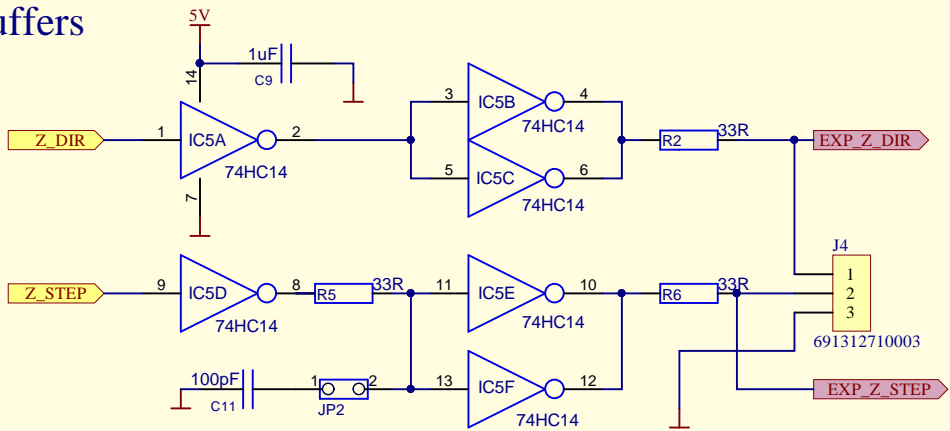 uffers
5V
1uF
C9
14
3
IC5B
4
74HC14
Z_DIR
1
IC5A
2
74HC14
R2
33R
EXP_Z_DIR
5
IC5C
6
74HC14
7
J4
1
2
3
691312710003
Z_STEP
9
IC5D
8
74HC14
R5
33R
11
IC5E
10
74HC14
R6
33R
100pF
C11
1
2
JP2
13
IC5F
12
74HC14
EXP_Z_STEP